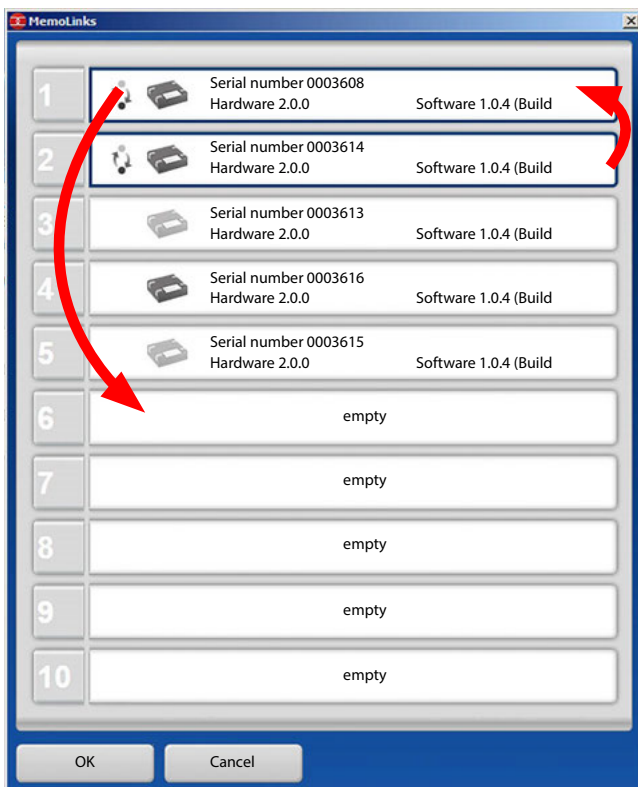 MemoLinks
1
Serial number 0003608
Hardware 2.0.0 Software 1.0.4 (Build
2
Serial number 0003614
Hardware 2.0.0 Software 1.0.4 (Build
3
Serial number 0003613
Hardware 2.0.0 Software 1.0.4 (Build
4
Serial number 0003616
Hardware 2.0.0 Software 1.0.4 (Build
5
Serial number 0003615
Hardware 2.0.0 Software 1.0.4 (Build
6 empty
7 empty
8 empty
9 empty
10 empty
OK Cancel